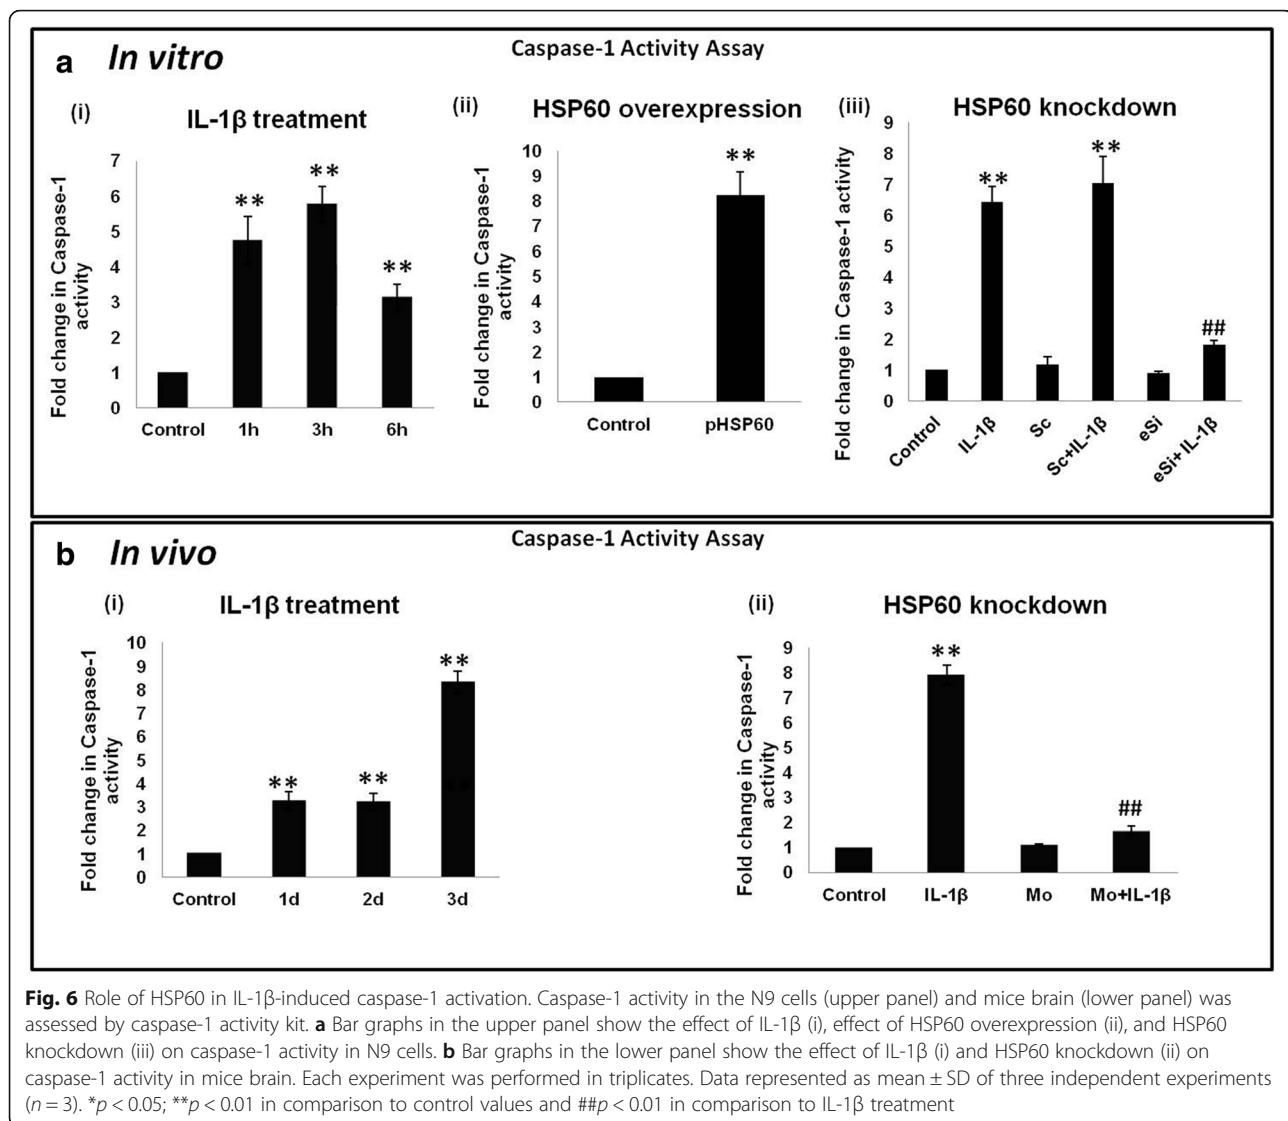 a In vitro
Caspase-1 Activity Assay
(i)
IL-1β treatment
Fold change in Caspase-1
activity
7
6
5
4
3
2
1
0
**
**
**
Control 1h 3h 6h
(ii)
HSP60 overexpression
Fold change in Caspase-1
activity
10
9
8
7
6
5
4
3
2
1
0
**
Control pHSP60
(iii)
HSP60 knockdown
Fold change in Caspase-1 activity
9
8
7
6
5
4
3
2
1
0
**
**
##
Control IL-1β Sc Sc+IL-1β eSi eSi+ IL-1β
b In vivo
Caspase-1 Activity Assay
(i)
IL-1β treatment
Fold change in Caspase-1
activity
10
9
8
7
6
5
4
3
2
1
0
**
**
**
Control 1d 2d 3d
(ii)
HSP60 knockdown
Fold change in Caspase-1
activity
9
8
7
6
5
4
3
2
1
0
**
##
Control IL-1β Mo Mo+IL-1β
Fig. 6 Role of HSP60 in IL-1β-induced caspase-1 activation. Caspase-1 activity in the N9 cells (upper panel) and mice brain (lower panel) was
assessed by caspase-1 activity kit. a Bar graphs in the upper panel show the effect of IL-1β (i), effect of HSP60 overexpression (ii), and HSP60
knockdown (iii) on caspase-1 activity in N9 cells. b Bar graphs in the lower panel show the effect of IL-1β (i) and HSP60 knockdown (ii) on
caspase-1 activity in mice brain. Each experiment was performed in triplicates. Data represented as mean ± SD of three independent experiments
(n = 3). *p < 0.05; **p < 0.01 in comparison to control values and ##p < 0.01 in comparison to IL-1β treatment